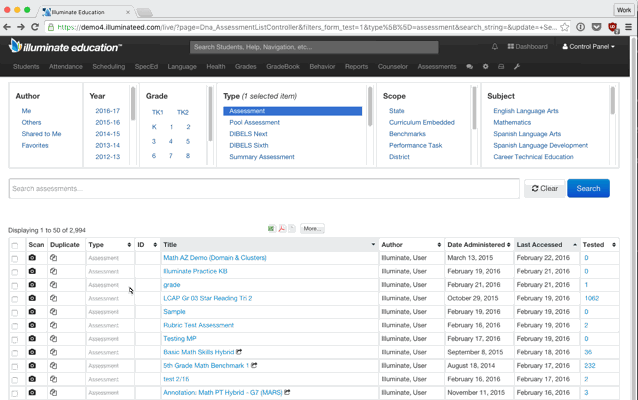 illuminate Education
Work
https://demo4.illuminateed.com/live/?page=Dna_AssessmentListController&filters_form_test=1&type%5B%5D=assessment&search_string=&update=+Se...
illuminate education™
Search Students, Help, Navigation, etc...
Dashboard
Control Panel
Students Attendance Scheduling SpecEd Language Health Grades GradeBook Behavior Reports Counselor Assessments
Author Year Grade Type (1 selected item) Scope Subject
Me 2016-17 TK1 TK2 Assessment State English Language Arts
Others 2015-16 K 1 2 Pool Assessment Curriculum Embedded Mathematics
Shared to Me 2014-15 3 4 5 DIBELS Next Benchmarks Spanish Language Arts
Favorites 2013-14 DIBELS Sixth Performance Task Spanish Language Development
2012-13 6 7 8 Summary Assessment District Career Technical Education
Search assessments... Clear Search
Displaying 1 to 50 of 2,994 More...
Scan Duplicate Type ID Title Author Date Administered Last Accessed Tested
Assessment Math AZ Demo (Domain & Clusters) Illuminate, User March 13, 2015 February 22, 2016 0
Assessment Illuminate Practice KB Illuminate, User February 19, 2016 February 21, 2016 0
Assessment grade Illuminate, User February 21, 2016 February 21, 2016 1
Assessment LCAP Gr 03 Star Reading Tri 2 Illuminate, User October 29, 2015 February 19, 2016 1062
Assessment Sample Illuminate, User February 19, 2016 February 19, 2016 0
Assessment Rubric Test Assessment Illuminate, User February 16, 2016 February 19, 2016 2
Assessment Testing MP Illuminate, User February 17, 2016 February 19, 2016 0
Assessment Basic Math Skills Hybrid Illuminate, User September 8, 2015 February 18, 2016 36
Assessment 5th Grade Math Benchmark 1 Illuminate, User August 18, 2014 February 17, 2016 232
Assessment test 2/16 Illuminate, User February 16, 2016 February 17, 2016 2
Assessment Annotation: Math PT Hybrid - G7 (MARS) Illuminate, User November 11, 2015 February 16, 2016 3